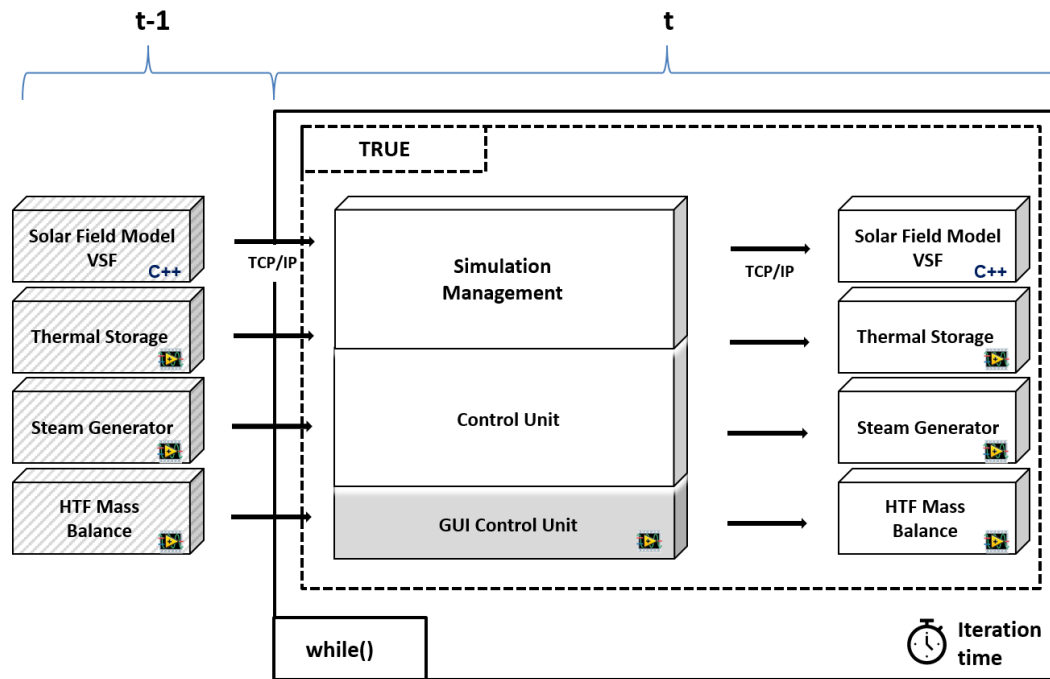 t-1
t
TRUE
Solar Field Model
VSF
C++
Thermal Storage
Steam Generator
HTF Mass
Balance
TCP/IP
Simulation
Management
Control Unit
GUI Control Unit
TCP/IP
Solar Field Model
VSF
C++
Thermal Storage
Steam Generator
HTF Mass
Balance
while()
Iteration
time